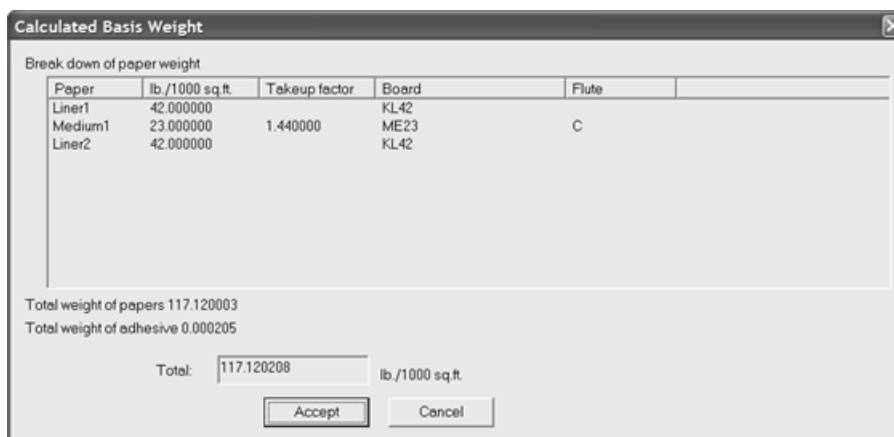 Calculated Basis Weight
Break down of paper weight
Paper lb./1000 sq.ft. Takeup factor Board Flute
Liner1 42.000000 KL42
Medium1 23.000000 1.440000 ME23 C
Liner2 42.000000 KL42
Total weight of papers 117.120003
Total weight of adhesive 0.000205
Total: 117.120208 lb./1000 sq.ft.
Accept Cancel